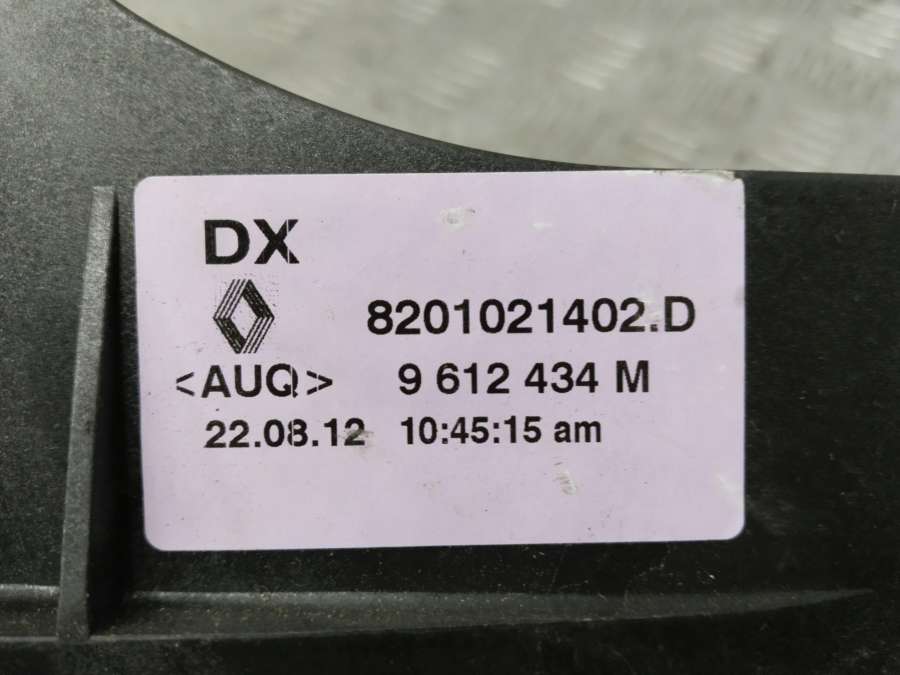 DX
8201021402.D
<AUQ> 9 612 434 M
22.08.12 10:45:15 am